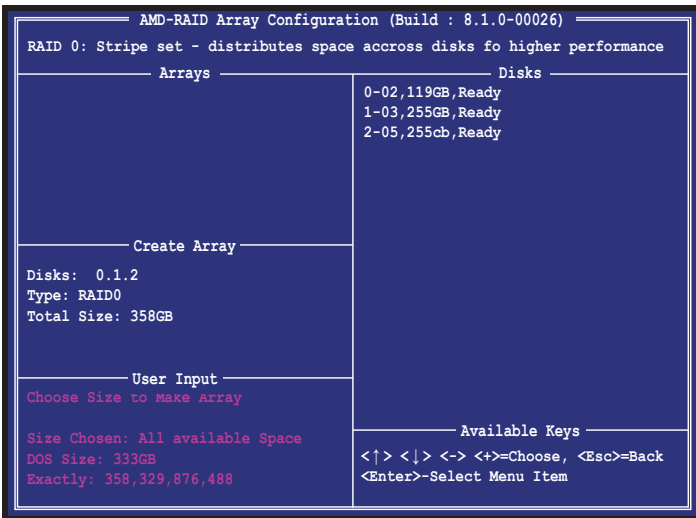 AMD-RAID Array Configuration (Build : 8.1.0-00026)
RAID 0: Stripe set - distributes space accross disks fo higher performance
Arrays
Disks
0-02,119GB,Ready
1-03,255GB,Ready
2-05,255cb,Ready
Create Array
Disks: 0.1.2
Type: RAID0
Total Size: 358GB
User Input
Choose Size to Make Array
Size Chosen: All available Space
DOS Size: 333GB
Exactly: 358,329,876,488
Available Keys
<↑> <↓> <-> <+>=Choose, <Esc>=Back
<Enter>-Select Menu Item